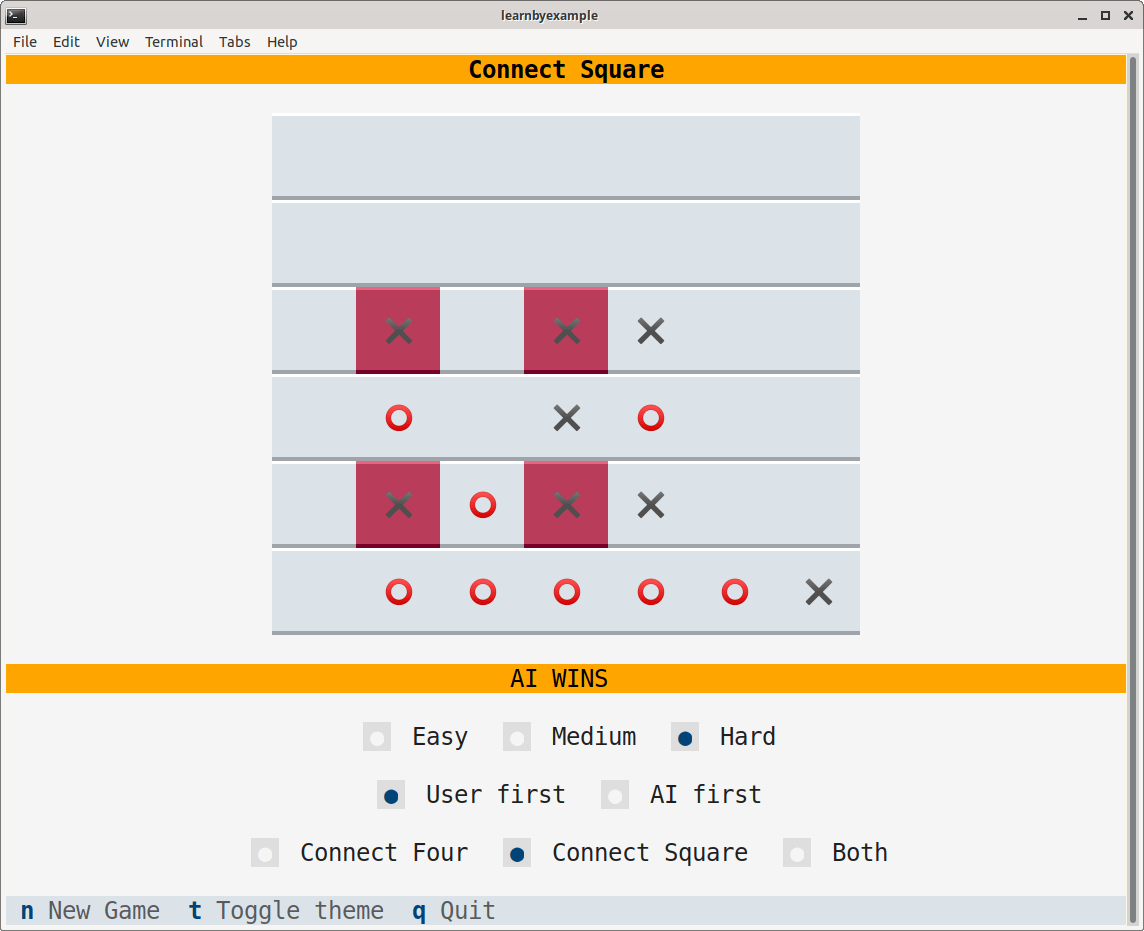 learnbyexample
File Edit View Terminal Tabs Help
Connect Square
AI WINS
Easy Medium Hard
User first AI first
Connect Four Connect Square Both
n New Game t Toggle theme q Quit